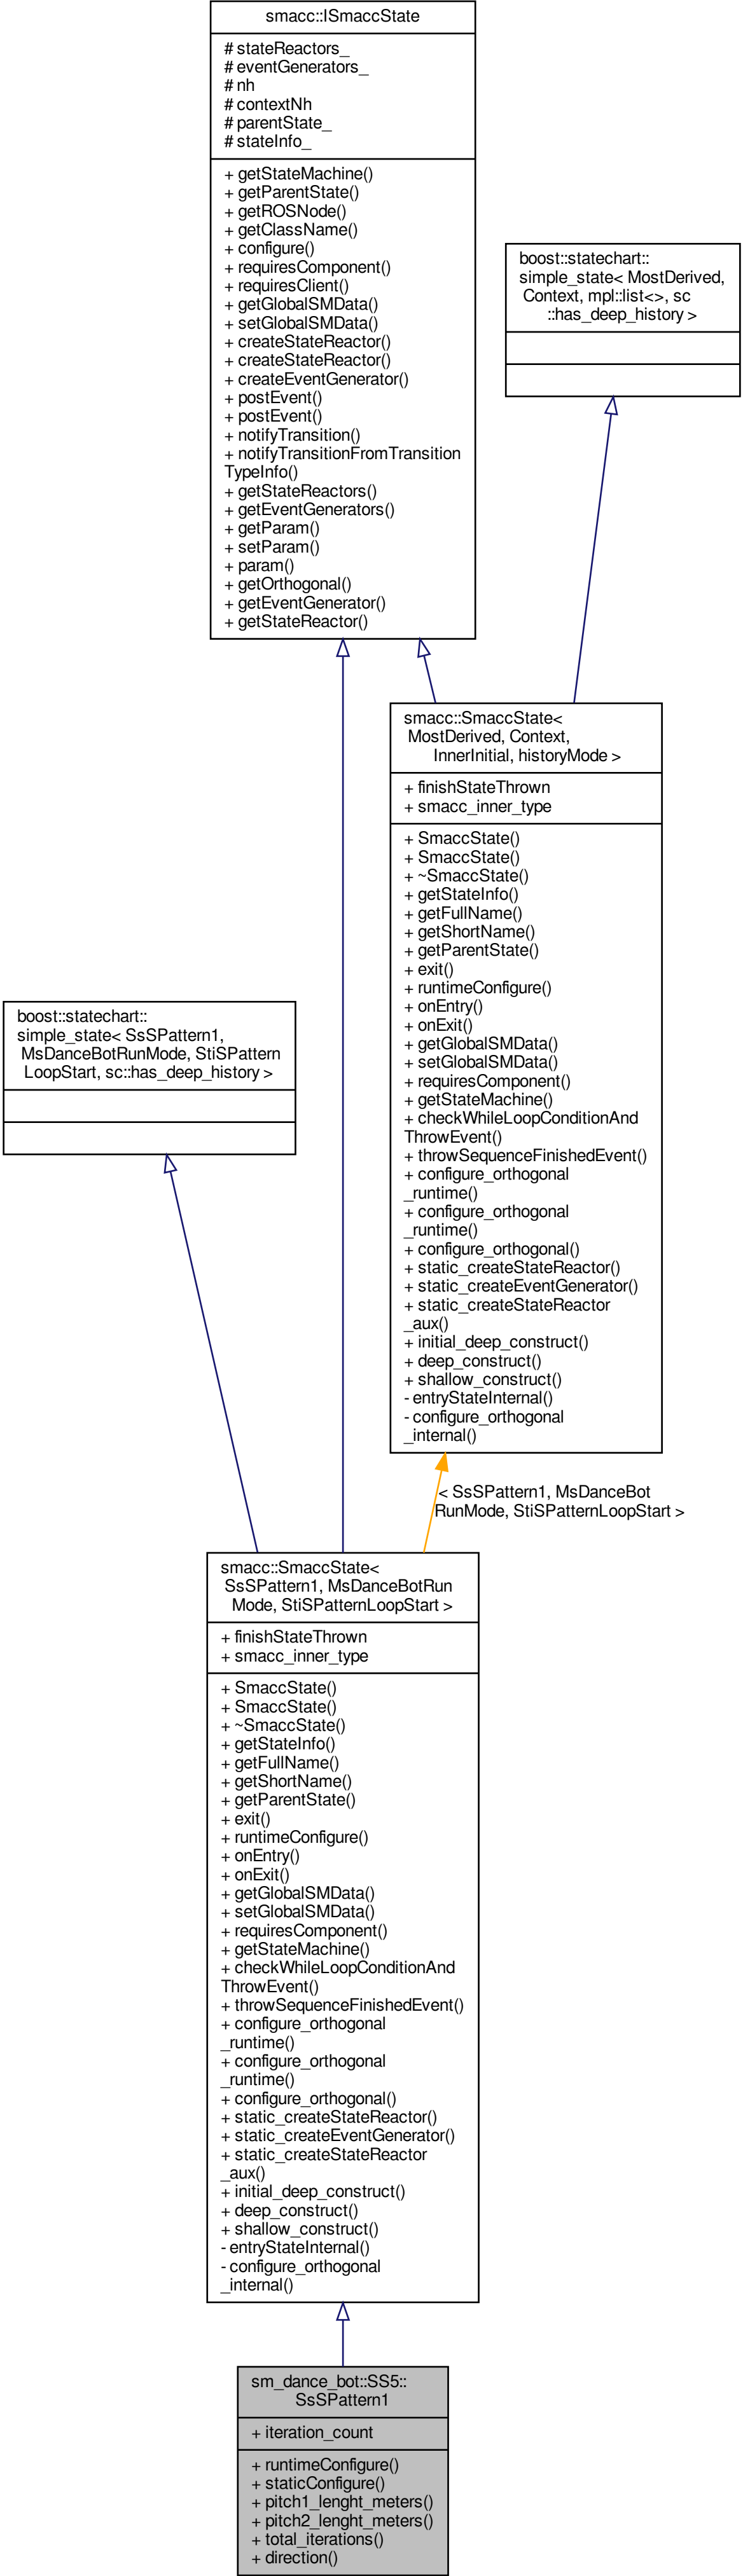 smacc::ISmaccState
# stateReactors_
# eventGenerators_
# nh
# contextNh
# parentState_
# stateInfo_
+ getStateMachine()
+ getParentState()
+ getROSNode()
+ getClassName()
+ configure()
+ requiresComponent()
+ requiresClient()
+ getGlobalSMData()
+ setGlobalSMData()
+ createStateReactor()
+ createStateReactor()
+ createEventGenerator()
+ postEvent()
+ postEvent()
+ notifyTransition()
+ notifyTransitionFromTransition
TypeInfo()
+ getStateReactors()
+ getEventGenerators()
+ getParam()
+ setParam()
+ param()
+ getOrthogonal()
+ getEventGenerator()
+ getStateReactor()
boost::statechart::
simple_state< MostDerived,
Context, mpl::list<>, sc
::has_deep_history >
smacc::SmaccState<
MostDerived, Context,
InnerInitial, historyMode >
+ finishStateThrown
+ smacc_inner_type
+ SmaccState()
+ SmaccState()
+ ~SmaccState()
+ getStateInfo()
+ getFullName()
+ getShortName()
+ getParentState()
+ exit()
+ runtimeConfigure()
+ onEntry()
+ onExit()
+ getGlobalSMData()
+ setGlobalSMData()
+ requiresComponent()
+ getStateMachine()
+ checkWhileLoopConditionAnd
ThrowEvent()
+ throwSequenceFinishedEvent()
+ configure_orthogonal
_runtime()
+ configure_orthogonal
_runtime()
+ configure_orthogonal()
+ static_createStateReactor()
+ static_createEventGenerator()
+ static_createStateReactor
_aux()
+ initial_deep_construct()
+ deep_construct()
+ shallow_construct()
- entryStateInternal()
- configure_orthogonal
_internal()
boost::statechart::
simple_state< SsSPattern1,
MsDanceBotRunMode, StiSPattern
LoopStart, sc::has_deep_history >
< SsSPattern1, MsDanceBot
RunMode, StiSPatternLoopStart >
smacc::SmaccState<
SsSPattern1, MsDanceBotRun
Mode, StiSPatternLoopStart >
+ finishStateThrown
+ smacc_inner_type
+ SmaccState()
+ SmaccState()
+ ~SmaccState()
+ getStateInfo()
+ getFullName()
+ getShortName()
+ getParentState()
+ exit()
+ runtimeConfigure()
+ onEntry()
+ onExit()
+ getGlobalSMData()
+ setGlobalSMData()
+ requiresComponent()
+ getStateMachine()
+ checkWhileLoopConditionAnd
ThrowEvent()
+ throwSequenceFinishedEvent()
+ configure_orthogonal
_runtime()
+ configure_orthogonal
_runtime()
+ configure_orthogonal()
+ static_createStateReactor()
+ static_createEventGenerator()
+ static_createStateReactor
_aux()
+ initial_deep_construct()
+ deep_construct()
+ shallow_construct()
- entryStateInternal()
- configure_orthogonal
_internal()
sm_dance_bot::SS5::
SsSPattern1
+ iteration_count
+ runtimeConfigure()
+ staticConfigure()
+ pitch1_lenght_meters()
+ pitch2_lenght_meters()
+ total_iterations()
+ direction()